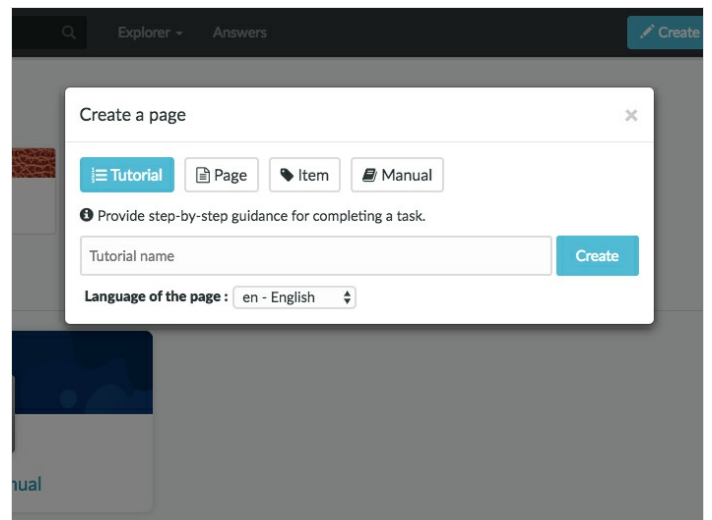 Explorer Answers Create
Create a page ×
Tutorial Page Item Manual
Provide step-by-step guidance for completing a task.
Tutorial name Create
Language of the page : en - English